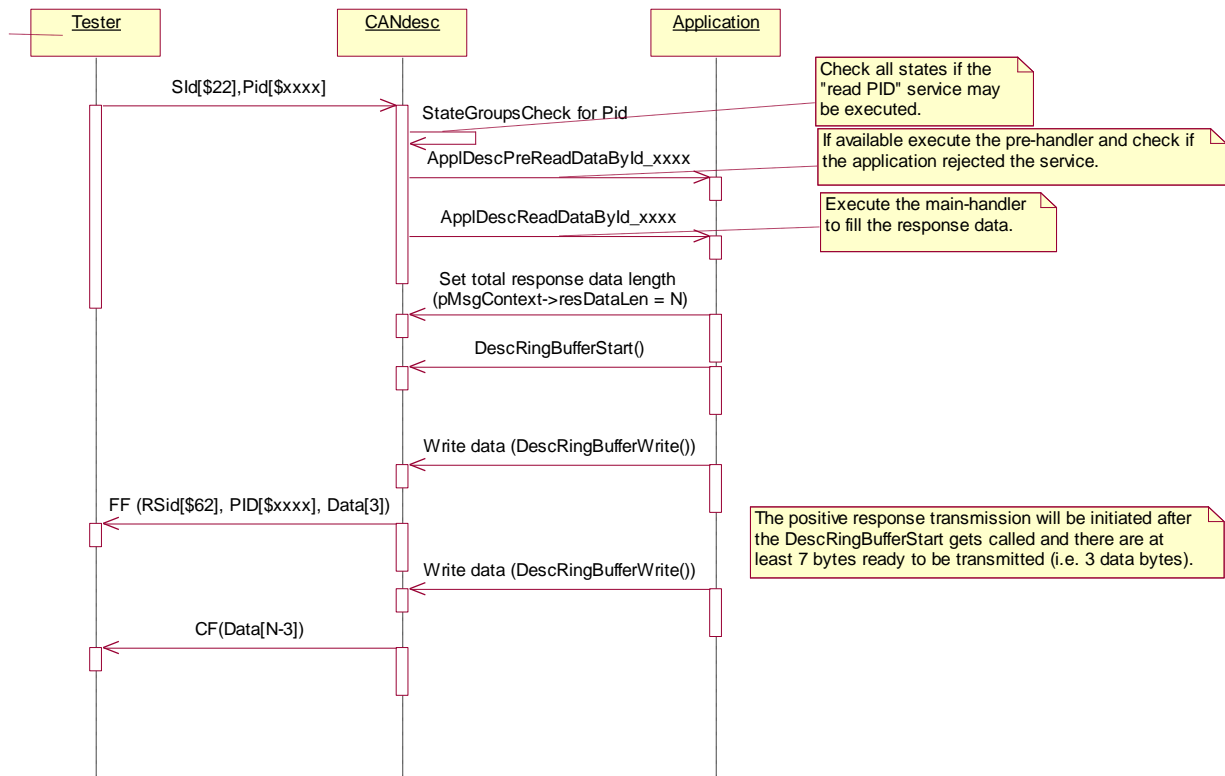 Tester
CANdesc
Application
SId[$22],Pid[$xxxx]
Check all states if the
"read PID" service may
be executed.
StateGroupsCheck for Pid
If available execute the pre-handler and check if
the application rejected the service.
ApplDescPreReadDataById_xxxx
Execute the main-handler
to fill the response data.
ApplDescReadDataById_xxxx
Set total response data length
(pMsgContext->resDataLen = N)
DescRingBufferStart()
Write data (DescRingBufferWrite())
FF (RSid[$62], PID[$xxxx], Data[3])
The positive response transmission will be initiated after
the DescRingBufferStart gets called and there are at
least 7 bytes ready to be transmitted (i.e. 3 data bytes).
Write data (DescRingBufferWrite())
CF(Data[N-3])